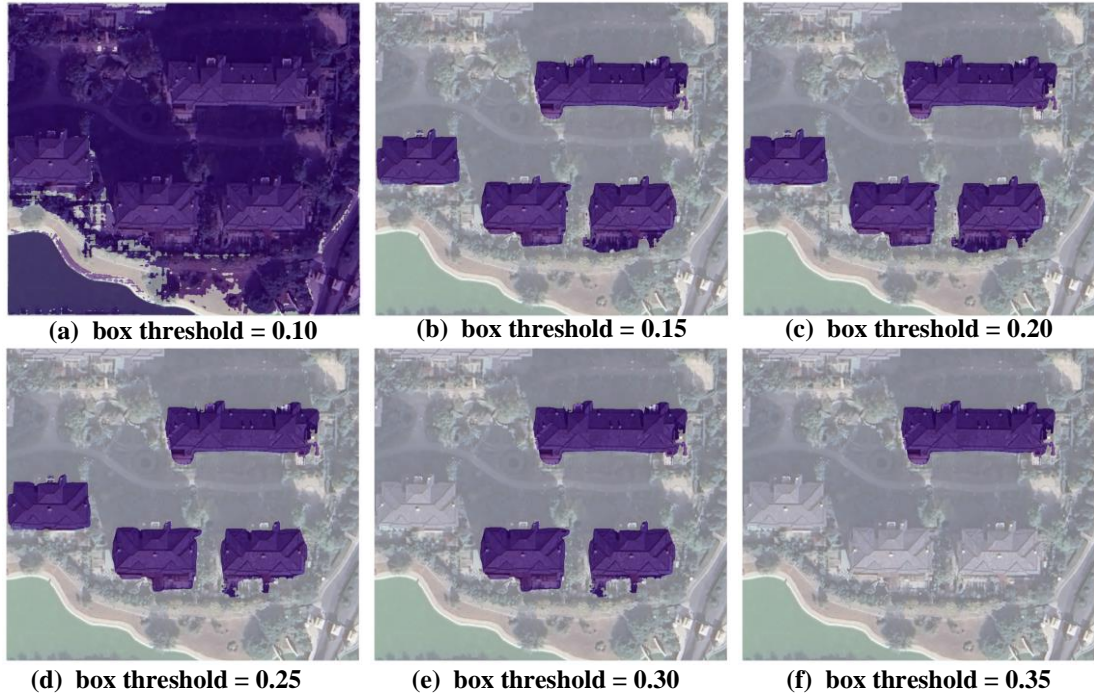 (a) box threshold = 0.10
(b) box threshold = 0.15
(c) box threshold = 0.20
(d) box threshold = 0.25
(e) box threshold = 0.30
(f) box threshold = 0.35